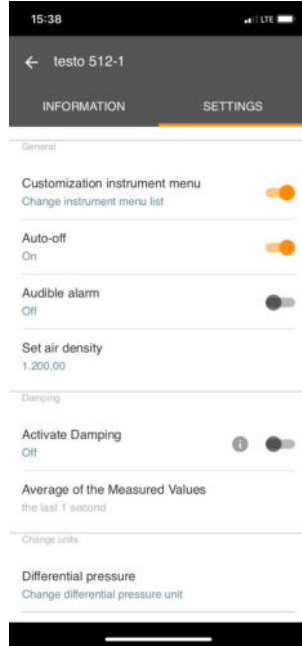 15:38
LTE
testo 512-1
INFORMATION SETTINGS
General
Customization instrument menu
Change instrument menu list
Auto-off
On
Audible alarm
Off
Set air density
1.200,00
Damping
Activate Damping
Off
Average of the Measured Values
the last 1 second
Change units
Differential pressure
Change differential pressure unit